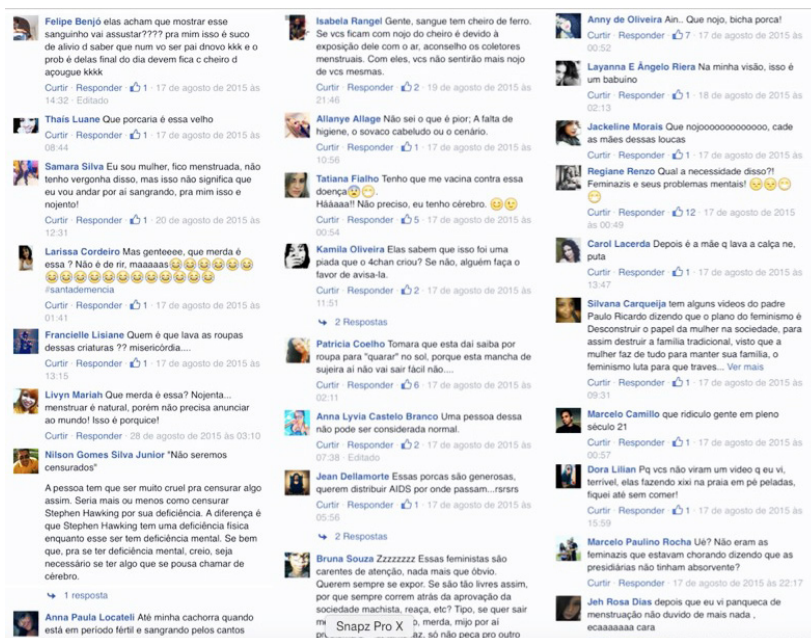 Felipe Benjó elas acham que mostrar esse
sanguinho vai assustar???? pra mim isso é suco
de alivio d saber que num vo ser pai dnovo kkk e o
prob é delas final do dia devem fica c cheiro d
açougue kkkk
Curtir · Responder · 1 · 17 de agosto de 2015 às
14:32 · Editado
Thaís Luane Que porcaria é essa velho
Curtir · Responder · 1 · 17 de agosto de 2015 às
08:44
Samara Silva Eu sou mulher, fico menstruada, não
tenho vergonha disso, mas isso não significa que
eu vou andar por ai sangrando, pra mim isso e
nojento!
Curtir · Responder · 1 · 20 de agosto de 2015 às
12:31
Larissa Cordeiro Mas genteeee, que merda é
essa ? Não é de rir, maaaaas
#santademencia
Curtir · Responder · 1 · 17 de agosto de 2015 às
01:41
Francielle Lisiane Quem é que lava as roupas
dessas criaturas ?? misericórdia....
Curtir · Responder · 1 · 17 de agosto de 2015 às
13:15
Livyn Mariah Que merda é essa? Nojenta...
menstruar é natural, porém não precisa anunciar
ao mundo! Isso é porquice!
Curtir · Responder · 28 de agosto de 2015 às 03:10
Nilson Gomes Silva Junior "Não seremos
censurados"
A pessoa tem que ser muito cruel pra censurar algo
assim. Seria mais ou menos como censurar
Stephen Hawking por sua deficiência. A diferença é
que Stephen Hawking tem uma deficiência física
enquanto esse ser tem deficiência mental. Se bem
que, pra se ter deficiência mental, creio, seja
necessário se ter algo que se pousa chamar de
cérebro.
1 resposta
Anna Paula Locateli Até minha cachorra quando
está em período fértil e sangrando pelos cantos
Isabela Rangel Gente, sangue tem cheiro de ferro.
Se vcs ficam com nojo do cheiro é devido à
exposição dele com o ar, aconselho os coletores
menstruais. Com eles, vcs não sentirão mais nojo
de vcs mesmas.
Curtir · Responder · 2 · 19 de agosto de 2015 às
21:46
Allanye Allage Não sei o que é pior; A falta de
higiene, o sovaco cabeludo ou o cenário.
Curtir · Responder · 1 · 17 de agosto de 2015 às
10:56
Tatiana Fialho Tenho que me vacina contra essa
doença
Hãaaaa!! Não preciso, eu tenho cérebro.
Curtir · Responder · 5 · 17 de agosto de 2015 às
00:54
Kamila Oliveira Elas sabem que isso foi uma
piada que o 4chan criou? Se não, alguém faça o
favor de avisa-la.
Curtir · Responder · 2 · 17 de agosto de 2015 às
11:51
2 Respostas
Patricia Coelho Tomara que esta dai saiba por
roupa para "quarar" no sol, porque esta mancha de
sujeira ai não vai sair fácil não....
Curtir · Responder · 6 · 17 de agosto de 2015 às
02:11
Anna Lyvia Castelo Branco Uma pessoa dessa
não pode ser considerada normal.
Curtir · Responder · 2 · 17 de agosto de 2015 às
07:38 · Editado
Jean Dellamorte Essas porcas são generosas,
querem distribuir AIDS por onde passam...rsrsrs
Curtir · Responder · 1 · 17 de agosto de 2015 às
05:56
2 Respostas
Bruna Souza Zzzzzzzz Essas feministas são
carentes de atenção, nada mais que óbvio.
Querem sempre se expor. Se são tão livres assim,
por que sempre correm atrás da aprovação da
sociedade machista, reaça, etc? Tipo, se quer sair
merda, mijo por ai
só não peça pro outro
Snapz Pro X
Anny de Oliveira Ain.. Que nojo, bicha porca!
Curtir · Responder · 7 · 17 de agosto de 2015 às
00:52
Layanna E Ângelo Riera Na minha visão, isso é
um babuino
Curtir · Responder · 1 · 18 de agosto de 2015 às
02:13
Jackeline Morais Que nojoooooooooooo, cade
as mães dessas loucas
Curtir · Responder · 1 · 17 de agosto de 2015 às
Regiane Renzo Qual a necessidade disso?!
Feminazis e seus problemas mentais!
Curtir · Responder · 12 · 17 de agosto de 2015
às 00:49
Carol Lacerda Depois é a mãe q lava a calça ne,
puta
Curtir · Responder · 1 · 17 de agosto de 2015 às
13:47
Silvana Carqueija tem alguns videos do padre
Paulo Ricardo dizendo que o plano do feminismo é
Desconstruir o papel da mulher na sociedade, para
assim destruir a família tradicional, visto que a
mulher faz de tudo para manter sua família, o
feminismo luta para que traves... Ver mais
Curtir · Responder · 1 · 17 de agosto de 2015 às
09:31
Marcelo Camillo que ridiculo gente em pleno
século 21
Curtir · Responder · 1 · 17 de agosto de 2015 às
00:57
Dora Lilian Pq vcs não viram um video q eu vi,
terrível, elas fazendo xixi na praia em pé peladas,
fiquei até sem comer!
Curtir · Responder · 1 · 17 de agosto de 2015 às
15:59
Marcelo Paulino Rocha Uè? Não eram as
feminazis que estavam chorando dizendo que as
presidiárias não tinham absorvente?
Curtir · Responder · 17 de agosto de 2015 às 22:17
Jeh Rosa Dias depois que eu vi panqueca de
menstruação não duvido de mais nada ,
ecaaaaaaa cara